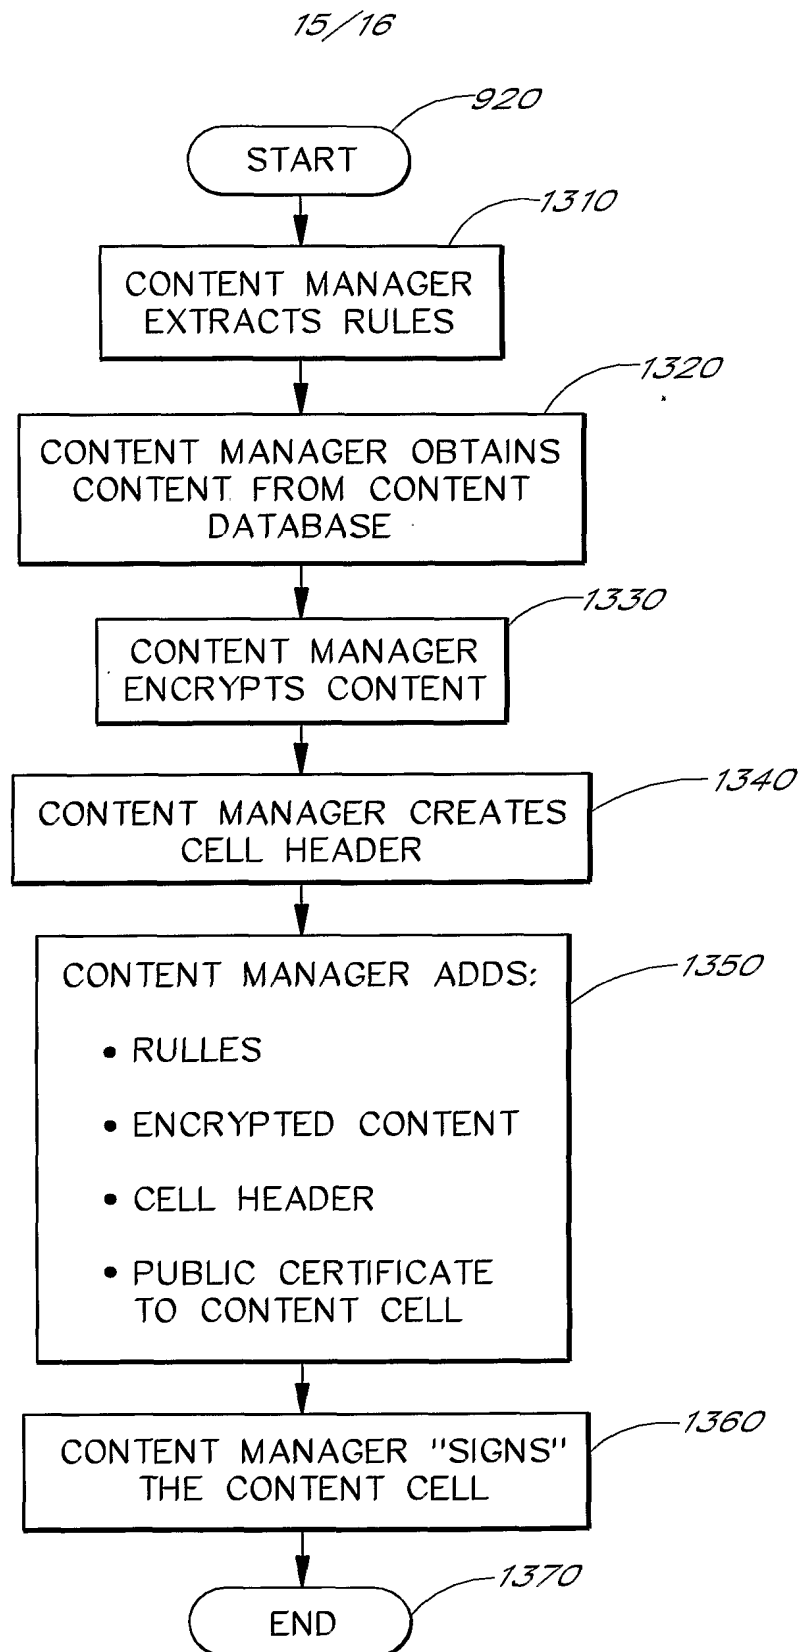 15/16
920
START
1310
CONTENT MANAGER
EXTRACTS RULES
1320
CONTENT MANAGER OBTAINS
CONTENT FROM CONTENT
DATABASE
1330
CONTENT MANAGER
ENCRYPTS CONTENT
1340
CONTENT MANAGER CREATES
CELL HEADER
1350
CONTENT MANAGER ADDS:
• RULLES
• ENCRYPTED CONTENT
• CELL HEADER
• PUBLIC CERTIFICATE
TO CONTENT CELL
1360
CONTENT MANAGER "SIGNS"
THE CONTENT CELL
1370
END